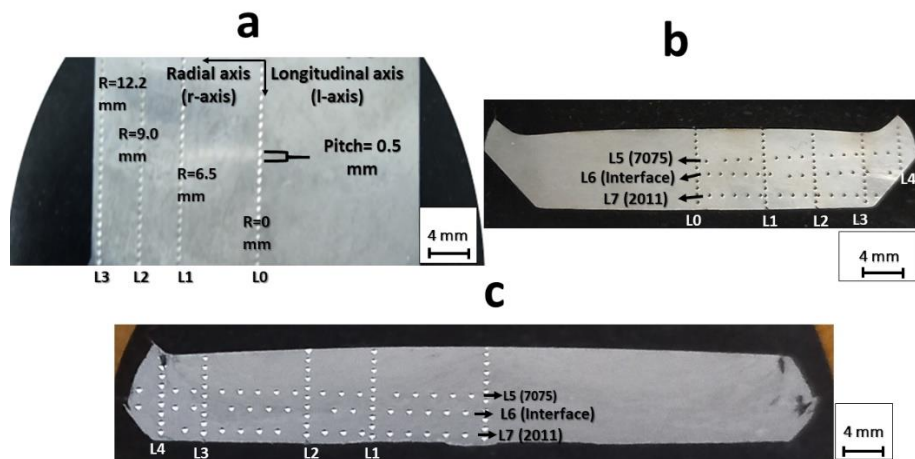 a
R=12.2
mm
Radial axis
(r-axis)
Longitudinal axis
(l-axis)
R=9.0
mm
Pitch= 0.5
mm
R=6.5
mm
R=0
mm
4 mm
L3 L2 L1 L0
b
L5 (7075)
L6 (Interface)
L7 (2011)
L4
L0 L1 L2 L3
4 mm
c
L5 (7075)
L6 (Interface)
L7 (2011)
L4 L3 L2 L1
4 mm